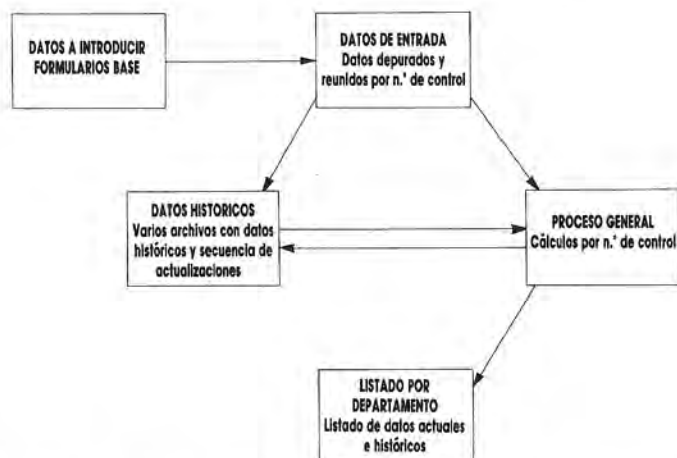 DATOS A INTRODUCIR
FORMULARIOS BASE
DATOS DE ENTRADA
Datos depurados y
reunidos por n.° de control
DATOS HISTORICOS
Varios archivos con datos
históricos y secuencia de
actualizaciones
PROCESO GENERAL
Cálculos por n.° de control
LISTADO POR
DEPARTAMENTO
Listado de datos actuales
e históricos